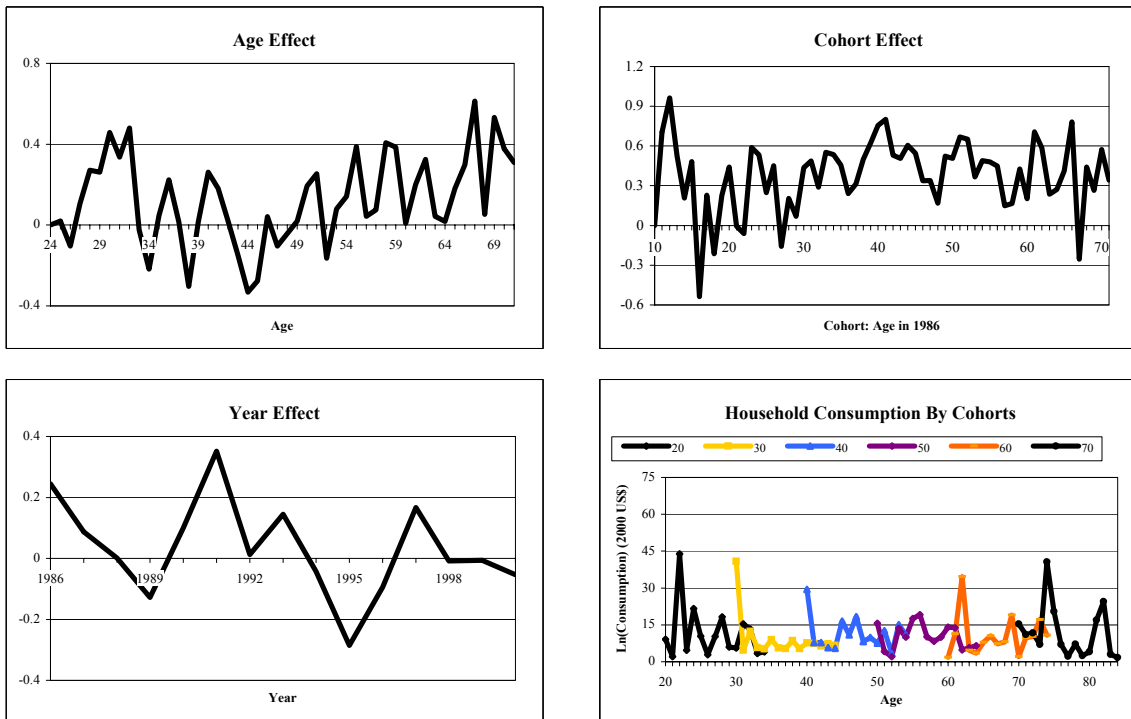 Age Effect
0.8
0.4
0
-0.4
24 29 34 39 44 49 54 59 64 69
Age
Cohort Effect
1.2
0.9
0.6
0.3
0
-0.3
-0.6
10 20 30 40 50 60 70
Cohort: Age in 1986
Year Effect
0.4
0.2
0
-0.2
-0.4
1986 1989 1992 1995 1998
Year
Household Consumption By Cohorts
20 30 40 50 60 70
Ln(Consumption) (2000 US$)
75
60
45
30
15
0
20 30 40 50 60 70 80
Age